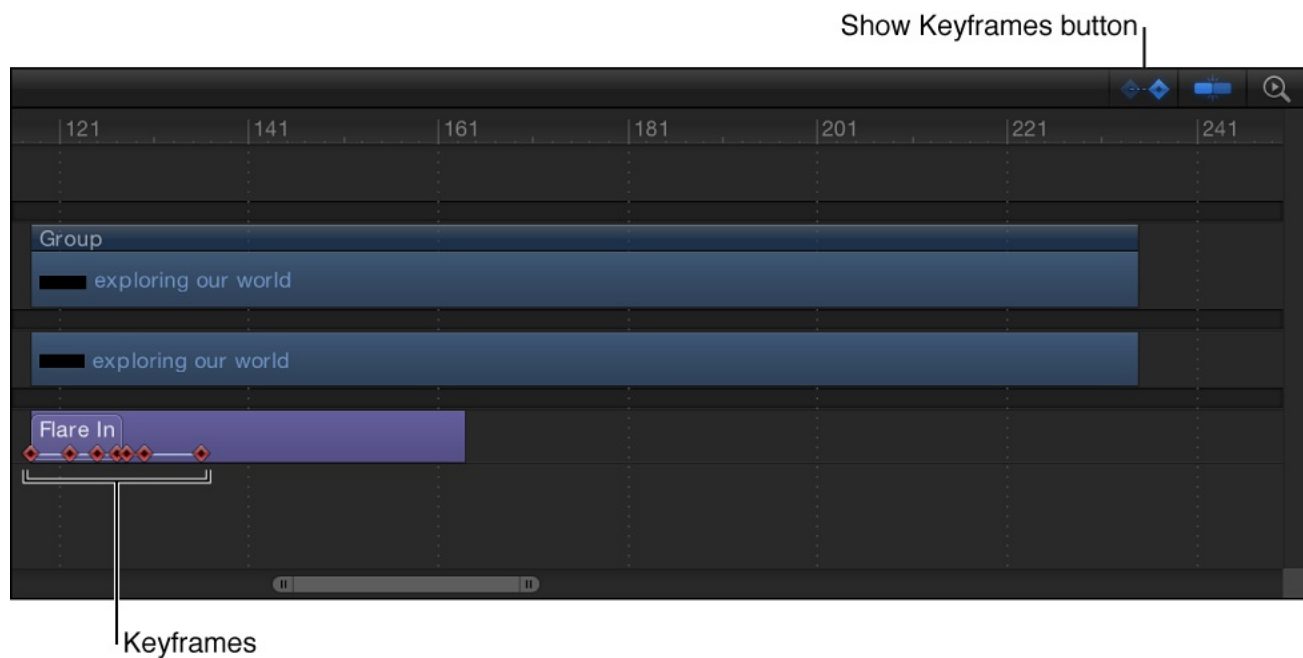 Show Keyframes button
121 141 161 181 201 221 241
Group
exploring our world
exploring our world
Flare In
Keyframes